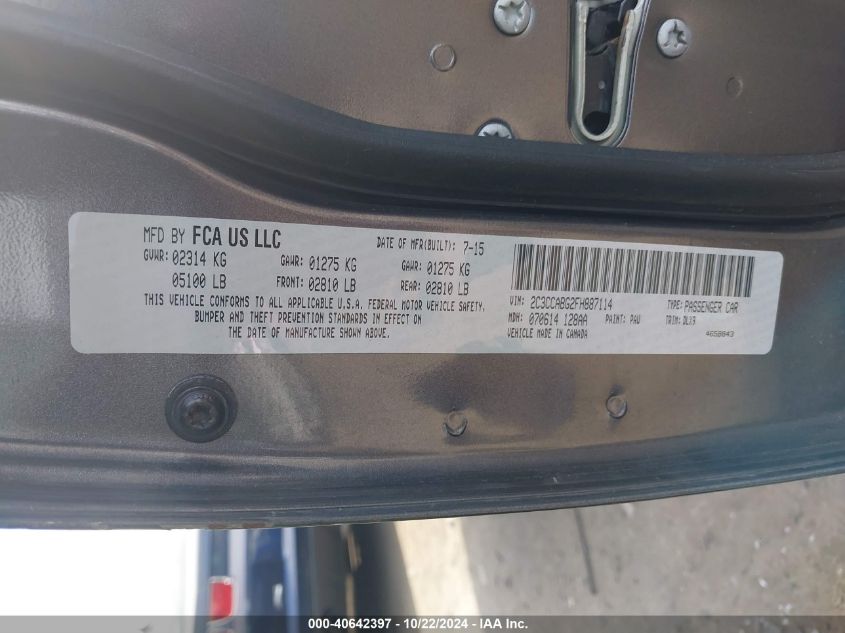 MFD BY FCA US LLC DATE OF MFR(BUILT): 7-15
GVWR: 02314 KG GAWR: 01275 KG GAWR: 01275 KG
05100 LB FRONT: 02810 LB REAR: 02810 LB
THIS VEHICLE CONFORMS TO ALL APPLICABLE U.S.A. FEDERAL MOTOR VEHICLE SAFETY,
BUMPER AND THEFT PREVENTION STANDARDS IN EFFECT ON
THE DATE OF MANUFACTURE SHOWN ABOVE.
VIN: 2C3CCABG2FH887114 TYPE: PASSENGER CAR
MDH: 070614 128AA PAINT: PAU TRIM: DLX9
VEHICLE MADE IN CANADA 4658843
000-40642397 - 10/22/2024 - IAA Inc.